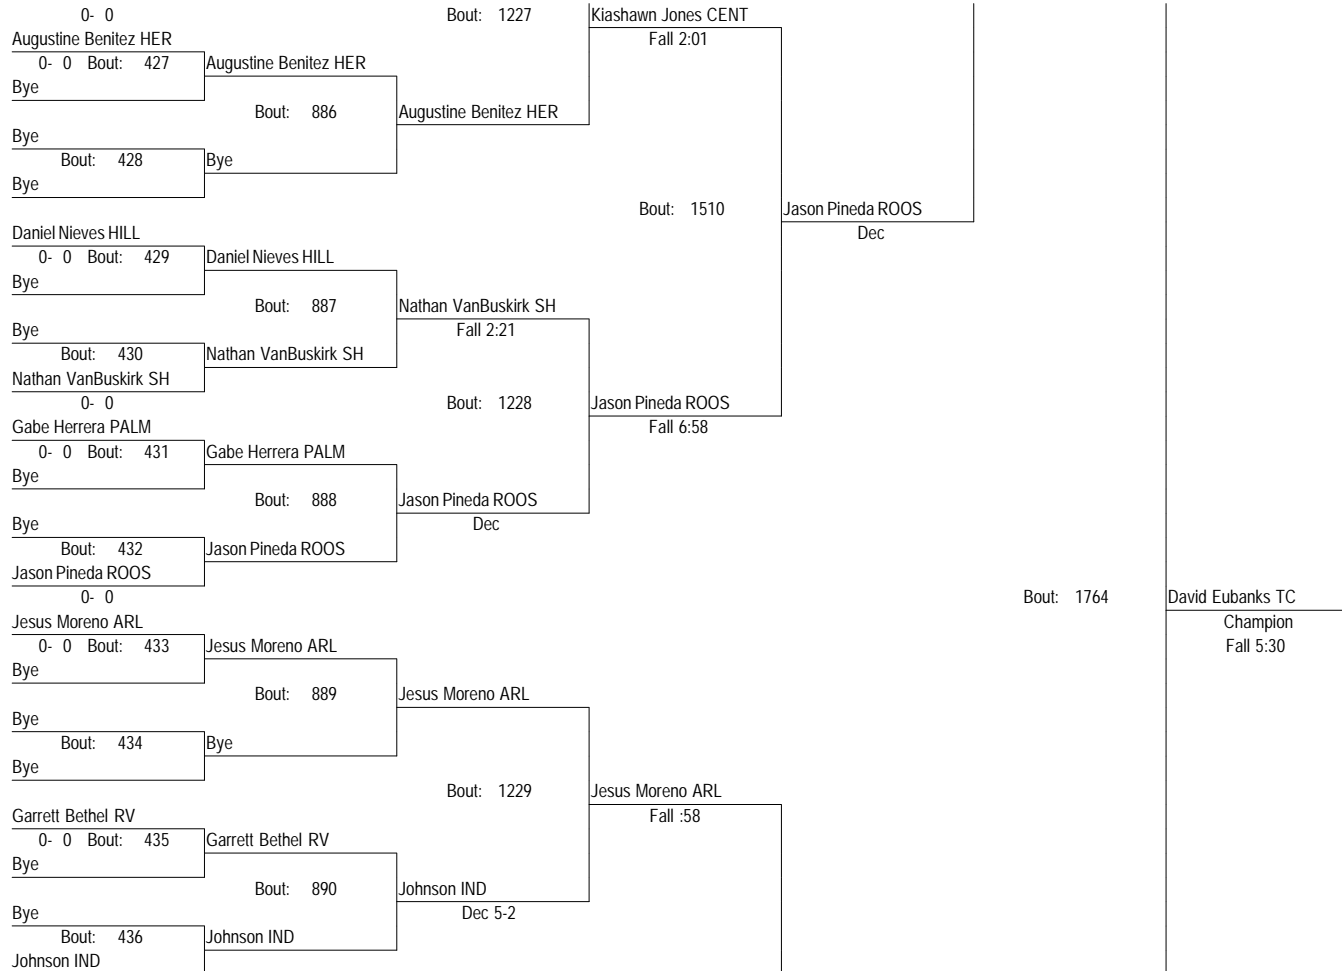 0- 0 Bout: 1227 Kiashawn Jones CENT
Augustine Benitez HER Fall 2:01
0- 0 Bout: 427 Augustine Benitez HER
Bye
Bout: 886 Augustine Benitez HER
Bye
Bout: 428 Bye
Bye
Bout: 1510 Jason Pineda ROOS
Daniel Nieves HILL Dec
0- 0 Bout: 429 Daniel Nieves HILL
Bye
Bout: 887 Nathan VanBuskirk SH
Bye Fall 2:21
Bout: 430 Nathan VanBuskirk SH
Nathan VanBuskirk SH
0- 0 Bout: 1228 Jason Pineda ROOS
Gabe Herrera PALM Fall 6:58
0- 0 Bout: 431 Gabe Herrera PALM
Bye
Bout: 888 Jason Pineda ROOS
Bye Dec
Bout: 432 Jason Pineda ROOS
Jason Pineda ROOS
0- 0 Bout: 1764 David Eubanks TC
Jesus Moreno ARL Champion
0- 0 Bout: 433 Jesus Moreno ARL Fall 5:30
Bye
Bout: 889 Jesus Moreno ARL
Bye
Bout: 434 Bye
Bye
Bout: 1229 Jesus Moreno ARL
Garrett Bethel RV Fall :58
0- 0 Bout: 435 Garrett Bethel RV
Bye
Bout: 890 Johnson IND
Bye Dec 5-2
Bout: 436 Johnson IND
Johnson IND